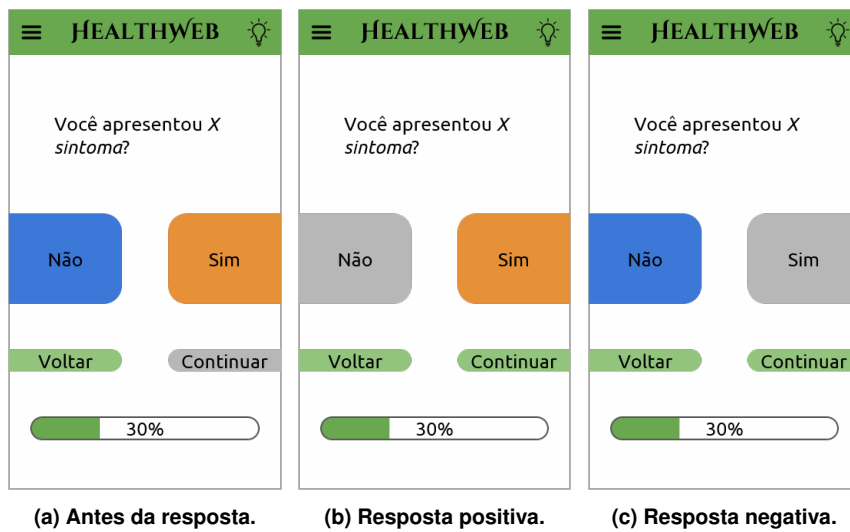 HEALTHWEB
Você apresentou X
sintoma?
Não
Sim
Voltar
Continuar
30%
(a) Antes da resposta.
HEALTHWEB
Você apresentou X
sintoma?
Não
Sim
Voltar
Continuar
30%
(b) Resposta positiva.
HEALTHWEB
Você apresentou X
sintoma?
Não
Sim
Voltar
Continuar
30%
(c) Resposta negativa.